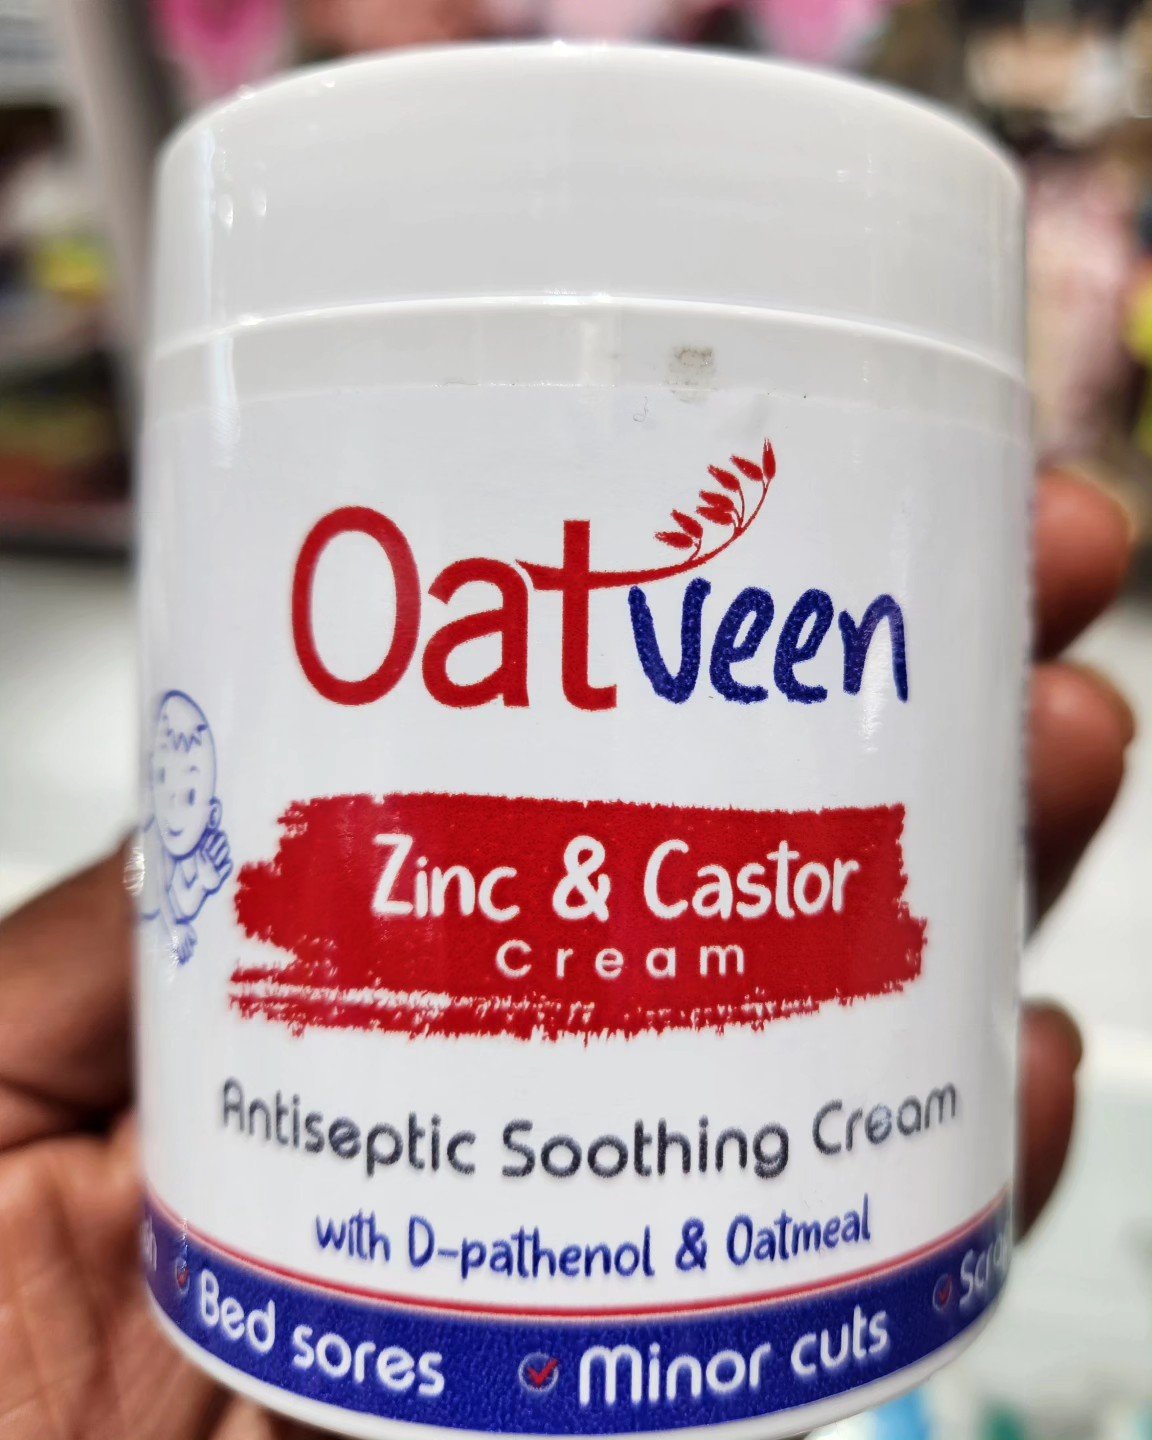 Oatveen
Zinc & Castor
Cream
Antiseptic Soothing Cream
with D-pathenol & Oatmeal
Bed sores Minor cuts